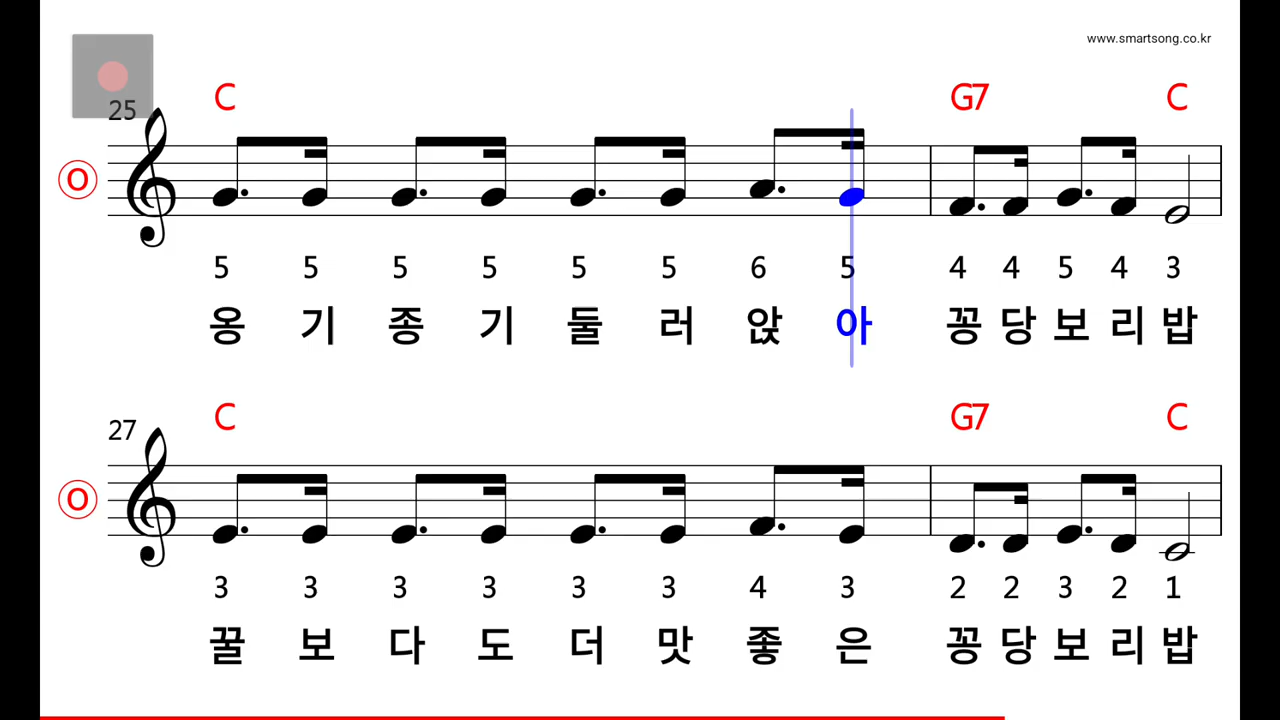 www.smartsong.co.kr
25
C G7 C
O
5 5 5 5 5 5 6 5 4 4 5 4 3
옹 기 종 기 둘 러 앉 아 꽁 당 보 리 밥
27
C G7 C
O
3 3 3 3 3 3 4 3 2 2 3 2 1
꿀 보 다 도 더 맛 좋 은 꽁 당 보 리 밥